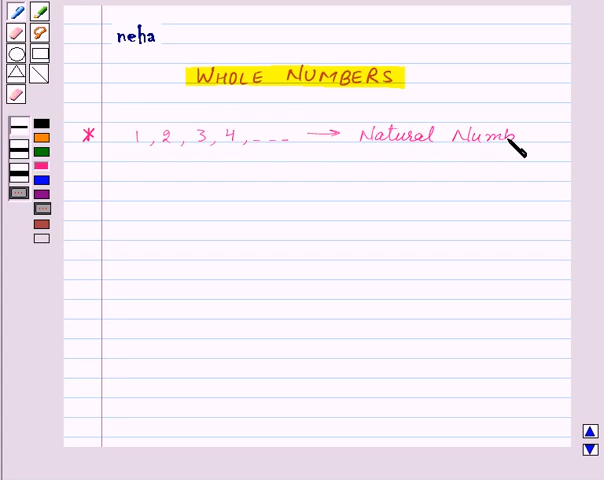 neha
WHOLE NUMBERS
* 1, 2, 3, 4, --- → Natural Numb